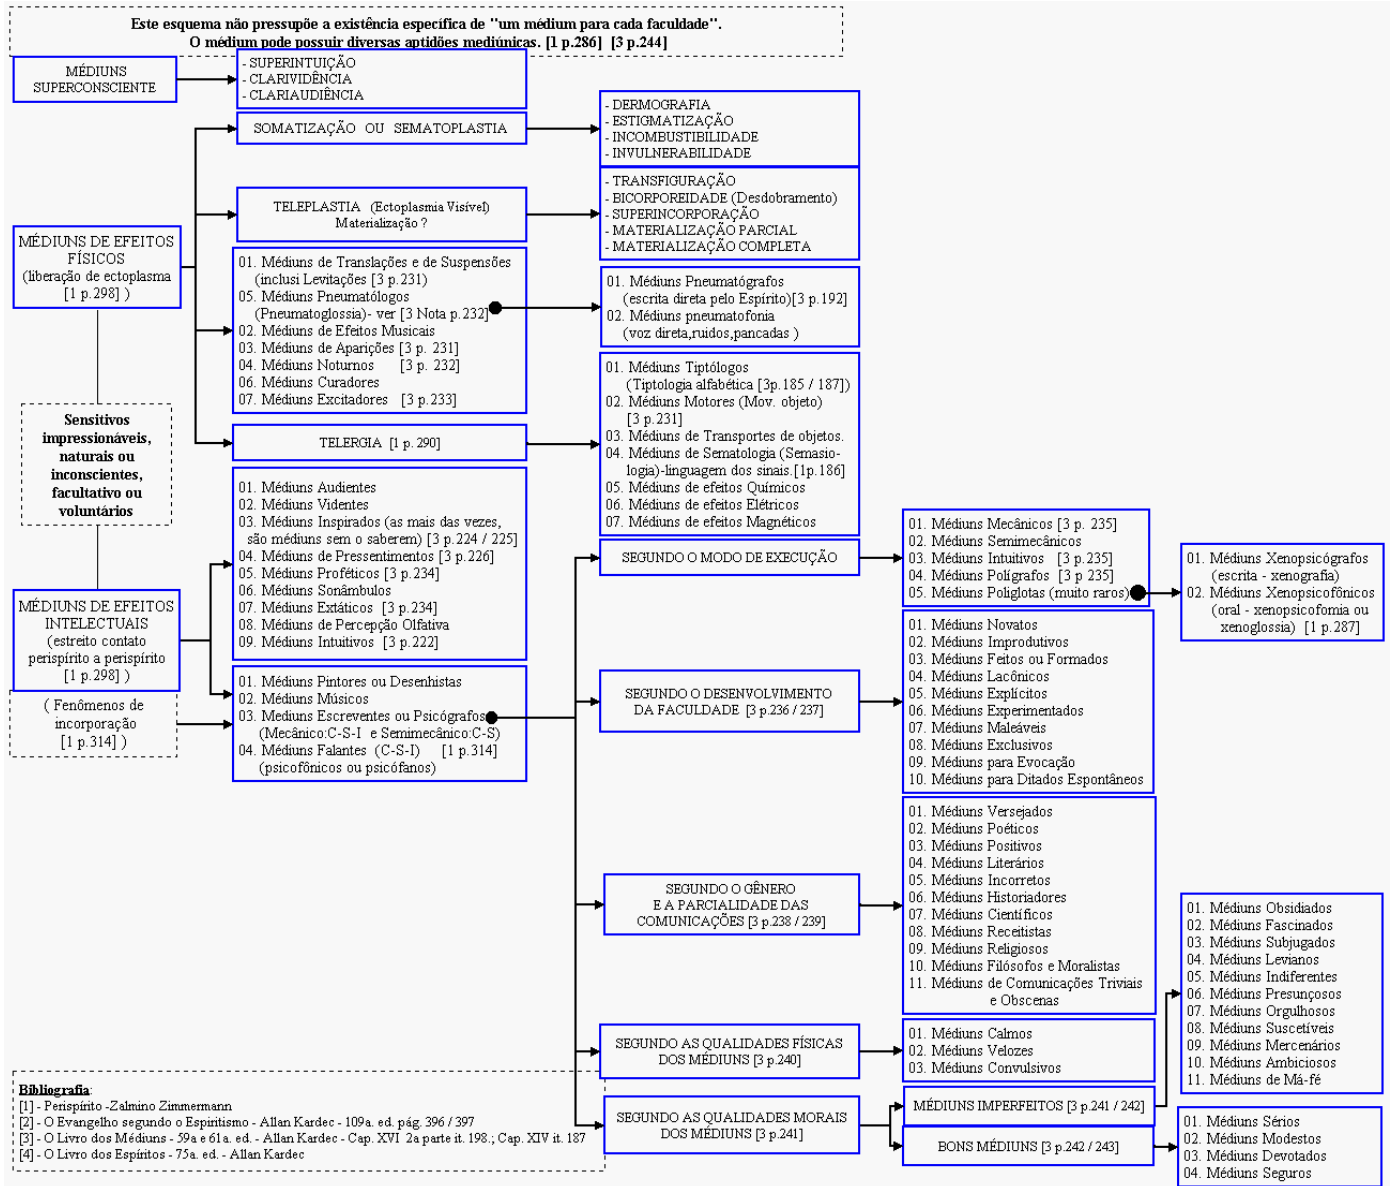 Este esquema não pressupõe a existência específica de "um médium para cada faculdade".
O médium pode possuir diversas aptidões mediúnicas. [1 p.286] [3 p.244]
MÉDIUNS
SUPERCONSCIENTE
- SUPERINTUIÇÃO
- CLARIVIDÊNCIA
- CLARIAUDIÊNCIA
SOMATIZAÇÃO OU SEMATOPLASTIA
- DERMOGRAFIA
- ESTIGMATIZAÇÃO
- INCOMBUSTIBILIDADE
- INVULNERABILIDADE
TELEPLASTIA (Ectoplasmia Visível)
Materialização ?
- TRANSFIGURAÇÃO
- BICORPOREIDADE (Desdobramento)
- SUPERINCORPORAÇÃO
- MATERIALIZAÇÃO PARCIAL
- MATERIALIZAÇÃO COMPLETA
MÉDIUNS DE EFEITOS
FÍSICOS
(liberação de ectoplasma
[1 p.298] )
01. Médiuns de Translações e de Suspensões
(inclusi Levitações [3 p.231)
05. Médiuns Pneumatólogos
(Pneumatoglossia)- ver [3 Nota p.232]
02. Médiuns de Efeitos Musicais
03. Médiuns de Aparições [3 p. 231]
04. Médiuns Noturnos [3 p. 232]
06. Médiuns Curadores
07. Médiuns Excitadores [3 p.233]
01. Médiuns Pneumatógrafos
(escrita direta pelo Espírito)[3 p.192]
02. Médiuns pneumatofonia
(voz direta,ruidos,pancadas )
TELERGIA [1 p.290]
01. Médiuns Tiptólogos
(Tiptologia alfabética [3p.185 / 187])
02. Médiuns Motores (Mov. objeto)
[3 p.231]
03. Médiuns de Transportes de objetos.
04. Médiuns de Sematologia (Semasio-
logia)-linguagem dos sinais.[1p.186]
05. Médiuns de efeitos Químicos
06. Médiuns de efeitos Elétricos
07. Médiuns de efeitos Magnéticos
Sensitivos
impressionáveis,
naturais ou
inconscientes,
facultativo ou
voluntários
MÉDIUNS DE EFEITOS
INTELECTUAIS
(estreito contato
perispírito a perispírito
[1 p.298] )
( Fenômenos de
incorporação
[1 p.314] )
01. Médiuns Audientes
02. Médiuns Videntes
03. Médiuns Inspirados (as mais das vezes,
são médiuns sem o saberem) [3 p.224 / 225]
04. Médiuns de Pressentimentos [3 p.226]
05. Médiuns Proféticos [3 p.234]
06. Médiuns Sonâmbulos
07. Médiuns Extáticos [3 p.234]
08. Médiuns de Percepção Olfativa
09. Médiuns Intuitivos [3 p.222]
01. Médiuns Pintores ou Desenhistas
02. Médiuns Músicos
03. Mediuns Escreventes ou Psicógrafos
(Mecânico:C-S-I e Semimecânico:C-S)
04. Médiuns Falantes (C-S-I) [1 p.314]
(psicofônicos ou psicófanos)
SEGUNDO O MODO DE EXECUÇÃO
01. Médiuns Mecânicos [3 p. 235]
02. Médiuns Semimecânicos
03. Médiuns Intuitivos [3 p.235]
04. Médiuns Polígrafos [3 p 235]
05. Médiuns Poliglotas (muito raros)
01. Médiuns Xenopsicógrafos
(escrita - xenografia)
02. Médiuns Xenopsicofônicos
(oral - xenopsicofomia ou
xenoglossia) [1 p.287]
SEGUNDO O DESENVOLVIMENTO
DA FACULDADE [3 p.236 / 237]
01. Médiuns Novatos
02. Médiuns Improdutivos
03. Médiuns Feitos ou Formados
04. Médiuns Lacônicos
05. Médiuns Explícitos
06. Médiuns Experimentados
07. Médiuns Maleáveis
08. Médiuns Exclusivos
09. Médiuns para Evocação
10. Médiuns para Ditados Espontâneos
SEGUNDO O GÊNERO
E A PARCIALIDADE DAS
COMUNICAÇÕES [3 p.238 / 239]
01. Médiuns Versejados
02. Médiuns Poéticos
03. Médiuns Positivos
04. Médiuns Literários
05. Médiuns Incorretos
06. Médiuns Historiadores
07. Médiuns Científicos
08. Médiuns Receitistas
09. Médiuns Religiosos
10. Médiuns Filósofos e Moralistas
11. Médiuns de Comunicações Triviais
e Obscenas
SEGUNDO AS QUALIDADES FÍSICAS
DOS MÉDIUNS [3 p.240]
01. Médiuns Calmos
02. Médiuns Velozes
03. Médiuns Convulsivos
SEGUNDO AS QUALIDADES MORAIS
DOS MÉDIUNS [3 p.241]
MÉDIUNS IMPERFEITOS [3 p.241 / 242]
01. Médiuns Obsidiados
02. Médiuns Fascinados
03. Médiuns Subjugados
04. Médiuns Levianos
05. Médiuns Indiferentes
06. Médiuns Presunçosos
07. Médiuns Orgulhosos
08. Médiuns Suscetíveis
09. Médiuns Mercenários
10. Médiuns Ambiciosos
11. Médiuns de Má-fé
BONS MÉDIUNS [3 p.242 / 243]
01. Médiuns Sérios
02. Médiuns Modestos
03. Médiuns Devotados
04. Médiuns Seguros
Bibliografia:
[1] - Perispírito -Zalmino Zimmermann
[2] - O Evangelho segundo o Espiritismo - Allan Kardec - 109a. ed. pág. 396 / 397
[3] - O Livro dos Médiuns - 59a e 61a. ed. - Allan Kardec - Cap. XVI 2a parte it. 198.; Cap. XIV it. 187
[4] - O Livro dos Espíritos - 75a. ed. - Allan Kardec